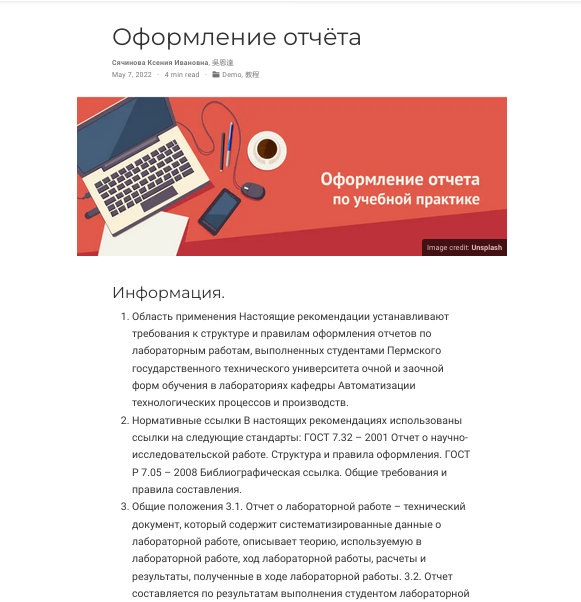 Оформление отчёта
Сячинова Ксения Ивановна, 吳恩達
May 7, 2022 · 4 min read · Demo, 教程
Оформление отчета
по учебной практике
Image credit: Unsplash
Информация.
1. Область применения Настоящие рекомендации устанавливают
требования к структуре и правилам оформления отчетов по
лабораторным работам, выполненных студентами Пермского
государственного технического университета очной и заочной
форм обучения в лабораториях кафедры Автоматизации
технологических процессов и производств.
2. Нормативные ссылки В настоящих рекомендациях использованы
ссылки на следующие стандарты: ГОСТ 7.32 – 2001 Отчет о научно-
исследовательской работе. Структура и правила оформления. ГОСТ
Р 7.05 – 2008 Библиографическая ссылка. Общие требования и
правила составления.
3. Общие положения 3.1. Отчет о лабораторной работе – технический
документ, который содержит систематизированные данные о
лабораторной работе, описывает теорию, используемую в
лабораторной работе, ход лабораторной работы, расчеты и
результаты, полученные в ходе лабораторной работы. 3.2. Отчет
составляется по результатам выполнения студентом лабораторной